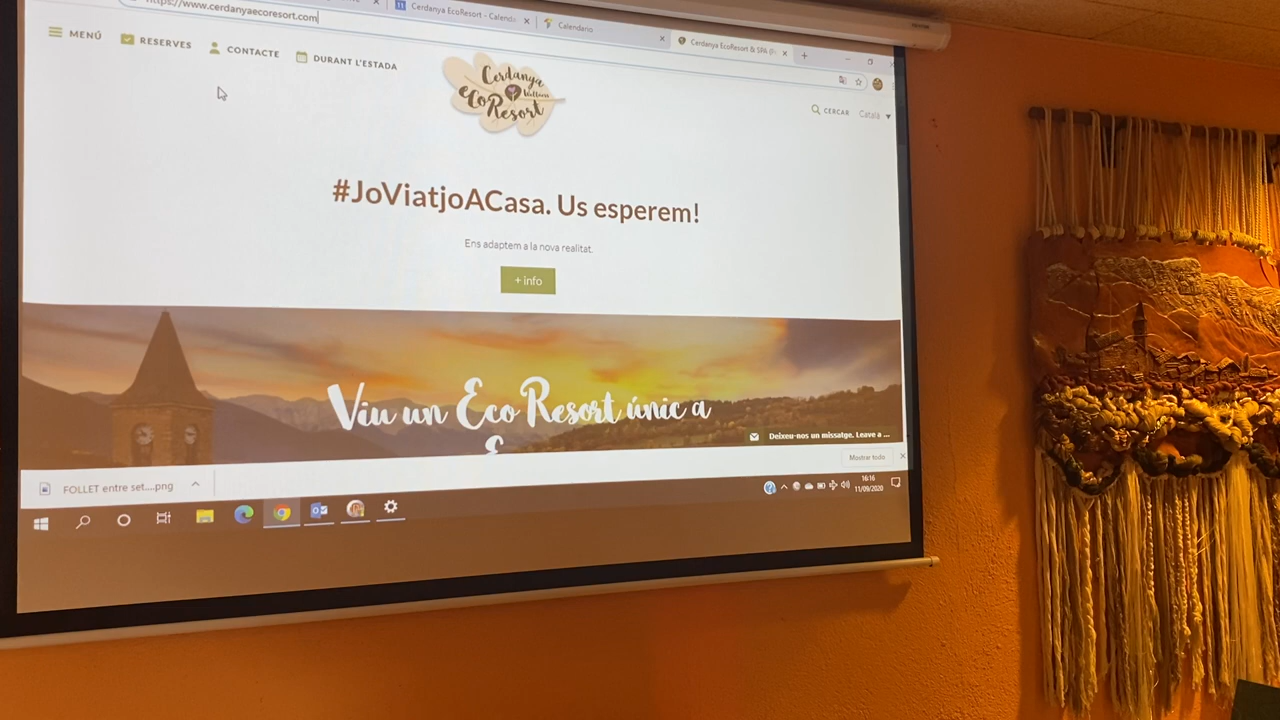 https://www.cerdanyaecoresort.com
Cerdanya EcoResort - Calenda
Calendario
Cerdanya EcoResort & SPA
MENÚ
RESERVES
CONTACTE
DURANT L'ESTADA
Cerdanya
ecoResort
Wellness
CERCAR
Català
#JoViatjoACasa. Us esperem!
Ens adaptem a la nova realitat.
+ info
Viu un Eco Resort únic a
Deixeu-nos un missatge. Leave a ...
Mostrar todo
FOLLET entre set....png
16:16
11/09/2020